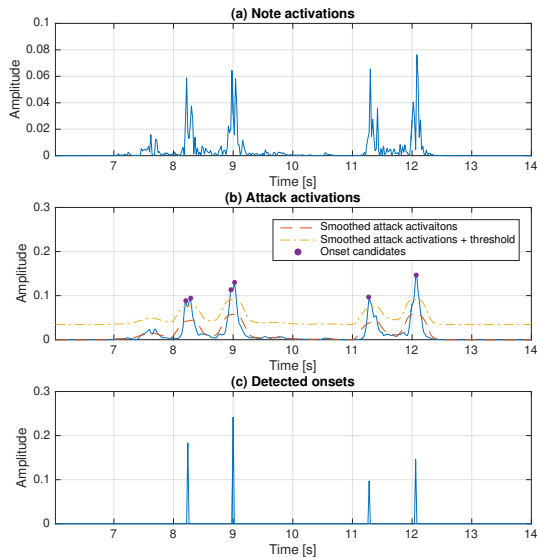 (a) Note activations
0.1
0.08
0.06
0.04
0.02
0
Amplitude
7 8 9 10 11 12 13 14
Time [s]
(b) Attack activations
0.3
0.2
0.1
0
Amplitude
Smoothed attack activaitons
Smoothed attack activations + threshold
Onset candidates
7 8 9 10 11 12 13 14
Time [s]
(c) Detected onsets
0.3
0.2
0.1
0
Amplitude
7 8 9 10 11 12 13 14
Time [s]